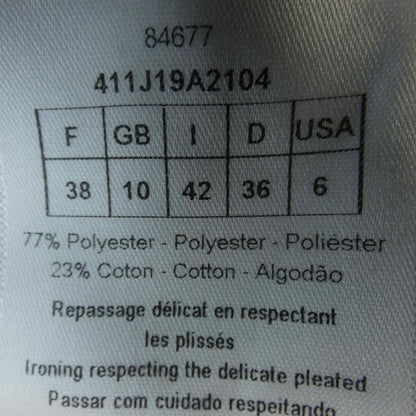 84677
411J19A2104
F GB I D USA
38 10 42 36 6
77% Polyester - Polyester - Poliéster
23% Coton - Cotton - Algodão
Repassage délicat en respectant
les plissés
Ironing respecting the delicate pleated
Passar com cuidado respeitando